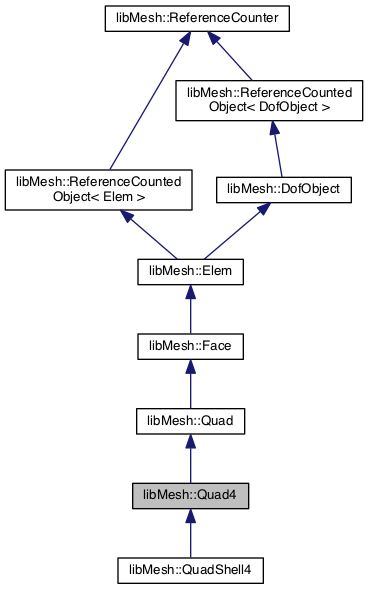 libMesh::ReferenceCounter
libMesh::ReferenceCounted
Object< DofObject >
libMesh::ReferenceCounted
Object< Elem >
libMesh::DofObject
libMesh::Elem
libMesh::Face
libMesh::Quad
libMesh::Quad4
libMesh::QuadShell4